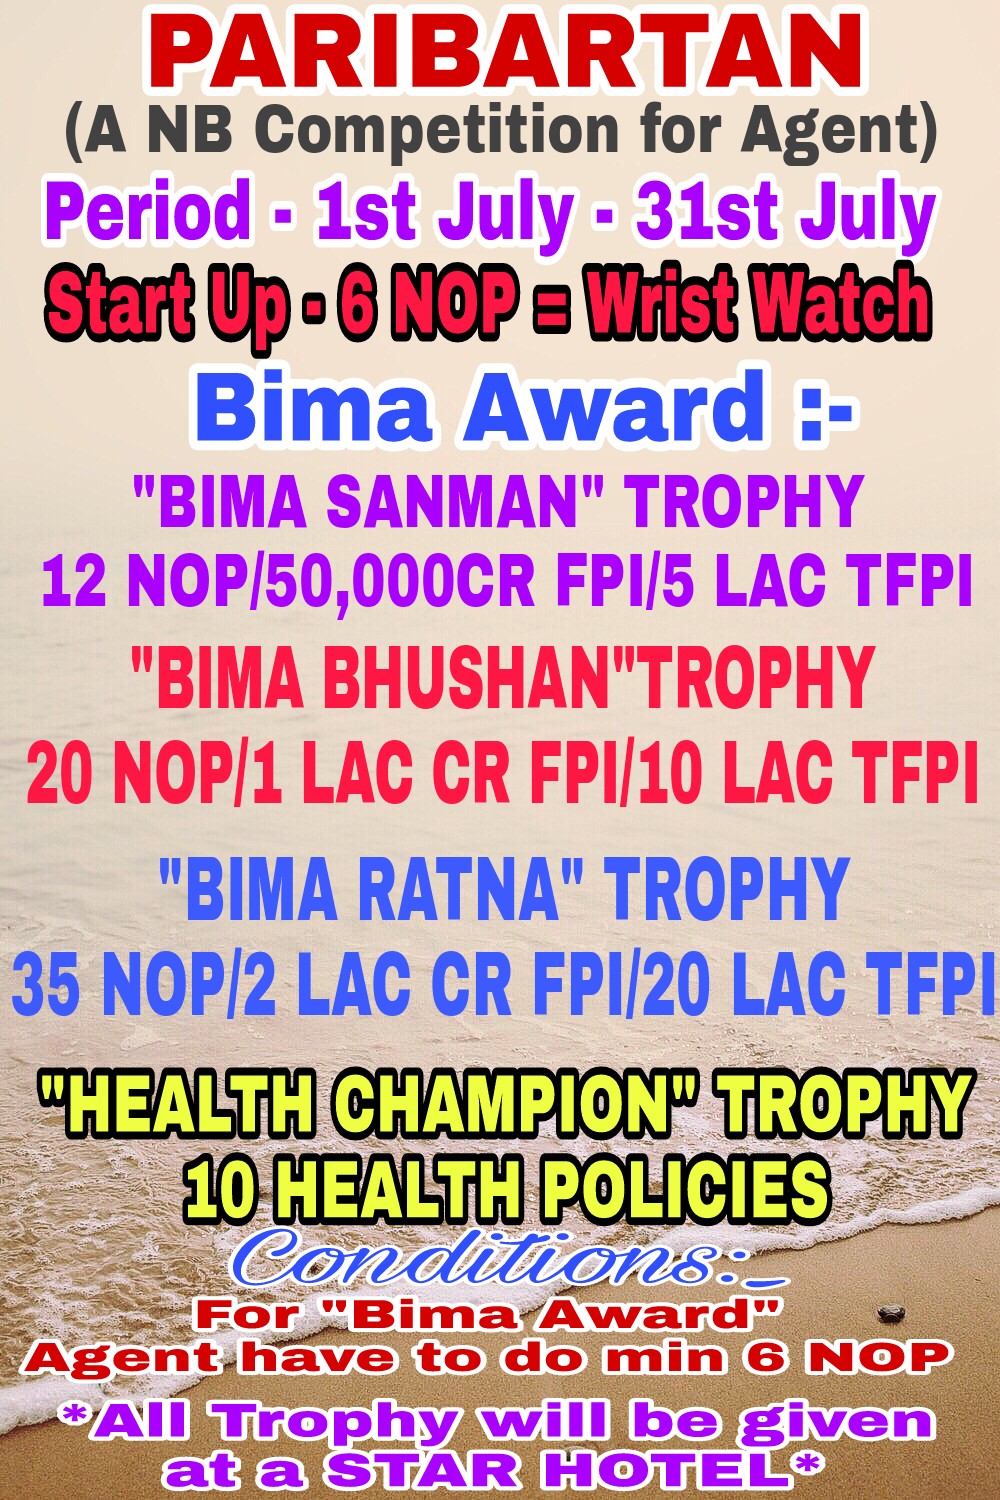 PARIBARTAN
(A NB Competition for Agent)
Period - 1st July - 31st July
Start Up - 6 NOP = Wrist Watch
Bima Award :-
"BIMA SANMAN" TROPHY
12 NOP/50,000CR FPI/5 LAC TFPI
"BIMA BHUSHAN"TROPHY
20 NOP/1 LAC CR FPI/10 LAC TFPI
"BIMA RATNA" TROPHY
35 NOP/2 LAC CR FPI/20 LAC TFPI
"HEALTH CHAMPION" TROPHY
10 HEALTH POLICIES
Conditions:_
For "Bima Award"
Agent have to do min 6 NOP
*All Trophy will be given
at a STAR HOTEL*